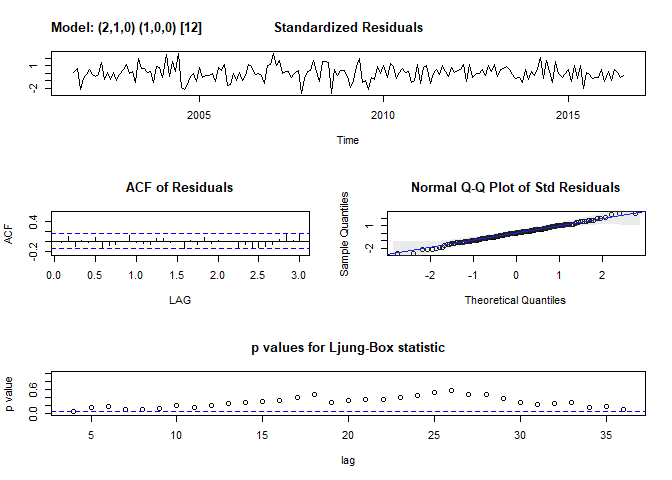 Model: (2,1,0) (1,0,0) [12] Standardized Residuals
1
-2
2005 2010 2015
Time
ACF of Residuals Normal Q-Q Plot of Std Residuals
ACF
0.4
-0.2
0.0 0.5 1.0 1.5 2.0 2.5 3.0
LAG
Sample Quantiles
1
-2
-2 -1 0 1 2
Theoretical Quantiles
p values for Ljung-Box statistic
p value
0.6
0.0
5 10 15 20 25 30 35
lag